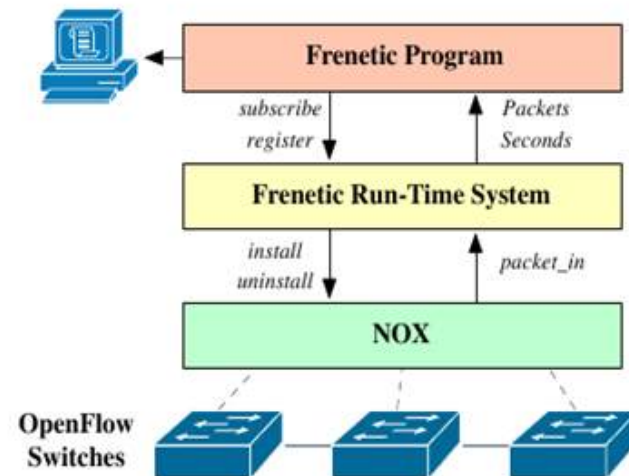 Frenetic Program
subscribe
register
Packets
Seconds
Frenetic Run-Time System
install
uninstall
packet_in
NOX
OpenFlow
Switches